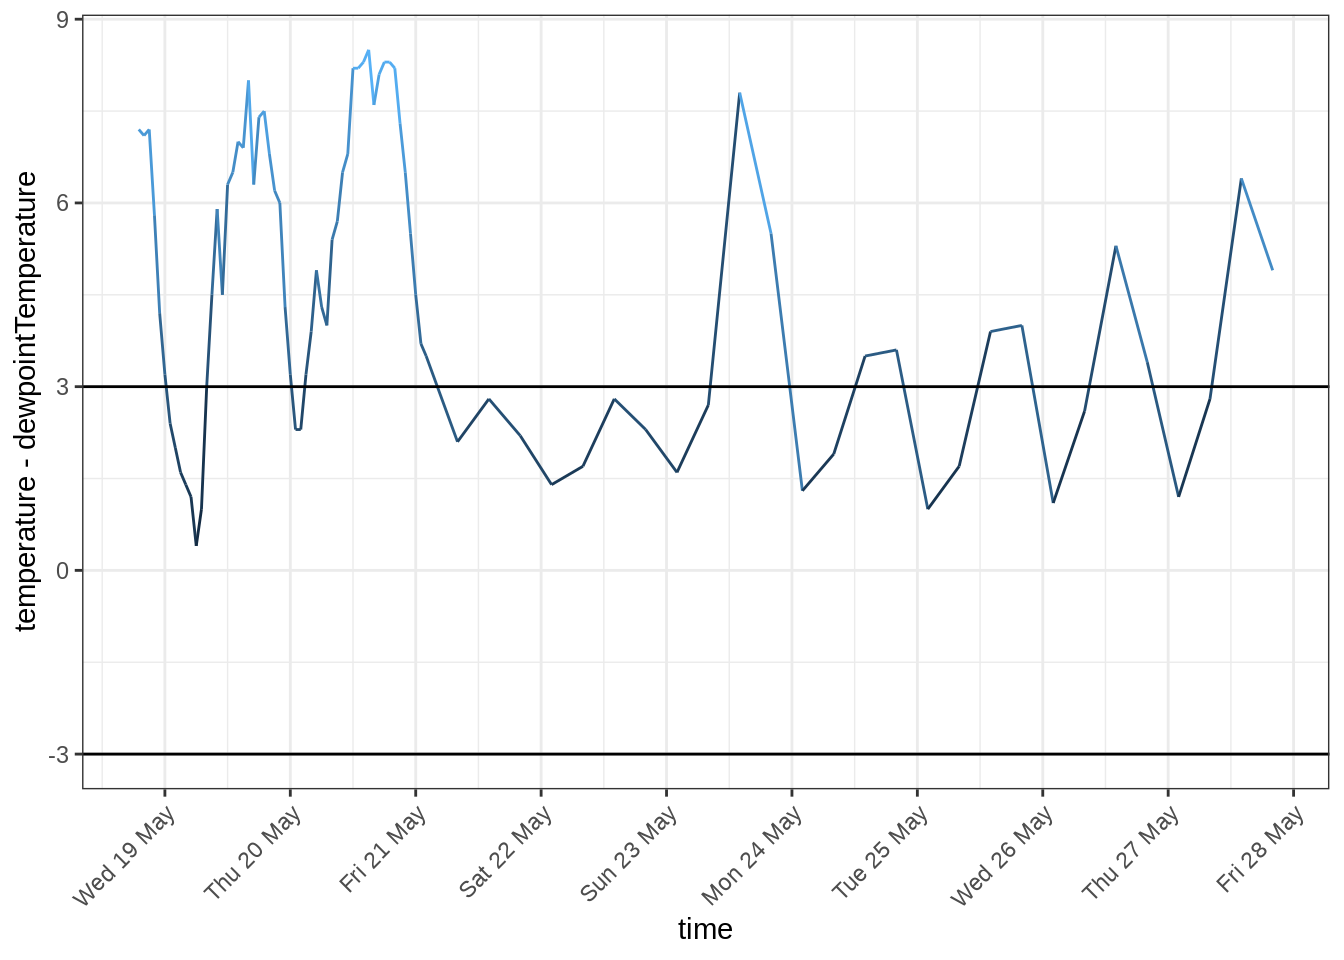 9
6
3
0
-3
temperature - dewpointTemperature
Wed 19 May
Thu 20 May
Fri 21 May
Sat 22 May
Sun 23 May
Mon 24 May
Tue 25 May
Wed 26 May
Thu 27 May
Fri 28 May
time